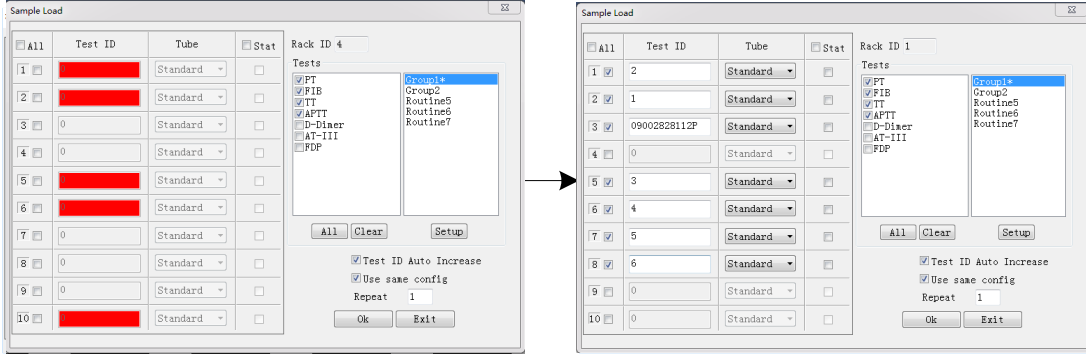 Sample Load
All Test ID Tube Stat Rack ID 4
Tests
1 0 Standard
2 0 Standard
3 0 Standard
4 0 Standard
5 0 Standard
6 0 Standard
7 0 Standard
8 0 Standard
9 0 Standard
10 0 Standard
PT
FIB
TT
APTT
D-Dimer
AT-III
FDP
Group1*
Group2
Routine5
Routine6
Routine7
All Clear Setup
Test ID Auto Increase
Use same config
Repeat 1
Ok Exit
Sample Load
All Test ID Tube Stat Rack ID 1
Tests
1 2 Standard
2 1 Standard
3 09002828112P Standard
4 0 Standard
5 3 Standard
6 4 Standard
7 5 Standard
8 6 Standard
9 0 Standard
10 0 Standard
PT
FIB
TT
APTT
D-Dimer
AT-III
FDP
Group1*
Group2
Routine5
Routine6
Routine7
All Clear Setup
Test ID Auto Increase
Use same config
Repeat 1
Ok Exit